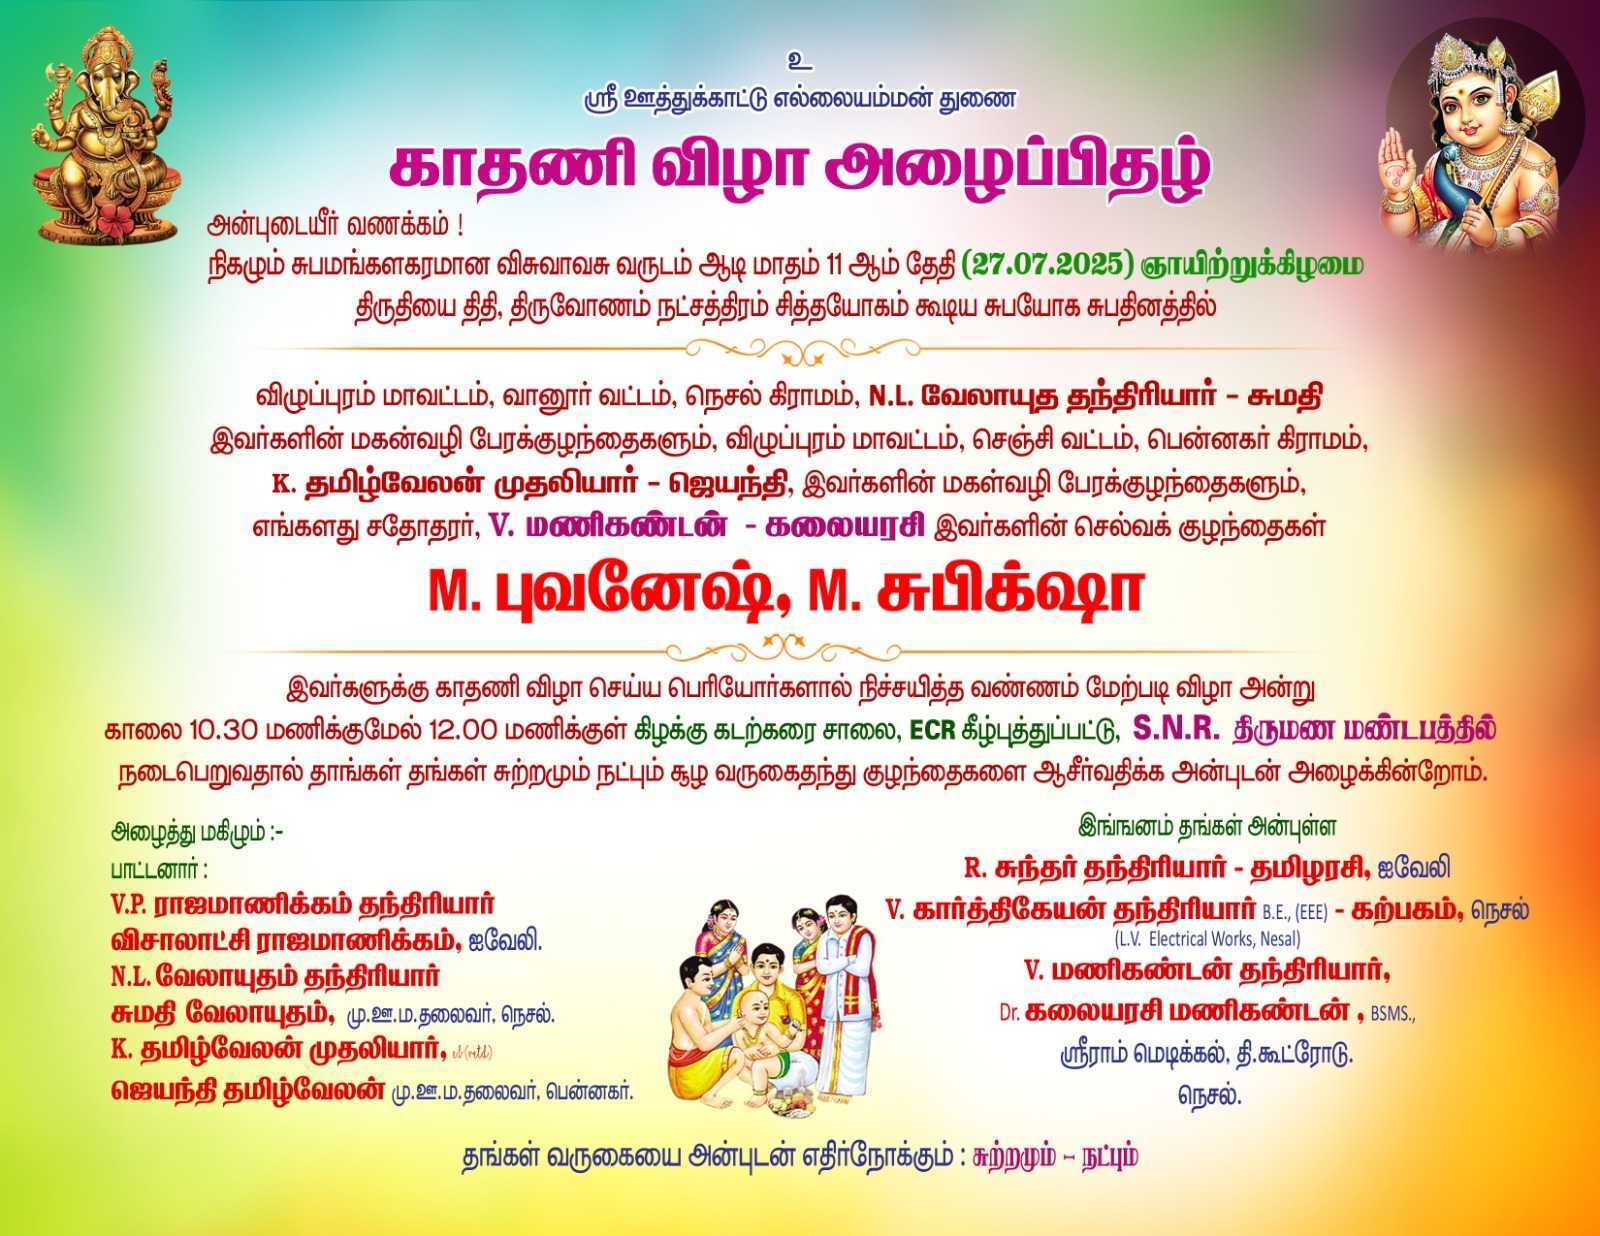 உ
ஸ்ரீ ஊத்துக்காட்டு எல்லையம்மன் துணை
காதணி விழா அழைப்பிதழ்
அன்புடையீர் வணக்கம் !
நிகழும் சுபமங்களகரமான விசுவாவசு வருடம் ஆடி மாதம் 11 ஆம் தேதி (27.07.2025) ஞாயிற்றுக்கிழமை
திருதியை திதி, திருவோணம் நட்சத்திரம் சித்தயோகம் கூடிய சுபயோக சுபதினத்தில்
விழுப்புரம் மாவட்டம், வானூர் வட்டம், நெசல் கிராமம், N.L. வேலாயுத தந்திரியார் - சுமதி
இவர்களின் மகன்வழி பேரக்குழந்தைகளும், விழுப்புரம் மாவட்டம், செஞ்சி வட்டம், பென்னகர் கிராமம்,
K. தமிழ்வேலன் முதலியார் - ஜெயந்தி, இவர்களின் மகள்வழி பேரக்குழந்தைகளும்,
எங்களது சதோதரர், V. மணிகண்டன் - கலையரசி இவர்களின் செல்வக் குழந்தைகள்
M. புவனேஷ், M. சுபிக்ஷா
இவர்களுக்கு காதணி விழா செய்ய பெரியோர்களால் நிச்சயித்த வண்ணம் மேற்படி விழா அன்று
காலை 10.30 மணிக்குமேல் 12.00 மணிக்குள் கிழக்கு கடற்கரை சாலை, ECR கீழ்புத்துப்பட்டு, S.N.R. திருமண மண்டபத்தில்
நடைபெறுவதால் தாங்கள் தங்கள் சுற்றமும் நட்பும் சூழ வருகைதந்து குழந்தைகளை ஆசீர்வதிக்க அன்புடன் அழைக்கின்றோம்.
அழைத்து மகிழும் :-
பாட்டனார் :
V.P. ராஜமாணிக்கம் தந்திரியார்
விசாலாட்சி ராஜமாணிக்கம், ஐவேலி.
N.L. வேலாயுதம் தந்திரியார்
சுமதி வேலாயுதம், மு.ஊ.ம.தலைவர், நெசல்.
K. தமிழ்வேலன் முதலியார்,
ஜெயந்தி தமிழ்வேலன் மு.ஊ.ம.தலைவர், பென்னகர்.
இங்ஙனம் தங்கள் அன்புள்ள
R. சுந்தர் தந்திரியார் - தமிழரசி, ஐவேலி
V. கார்த்திகேயன் தந்திரியார் B.E., (EEE) - கற்பகம், நெசல்
(L.V. Electrical Works, Nesal)
V. மணிகண்டன் தந்திரியார்,
Dr. கலையரசி மணிகண்டன் , BSMS.,
ஸ்ரீராம் மெடிக்கல், தி.கூட்ரோடு.
நெசல்.
தங்கள் வருகையை அன்புடன் எதிர்நோக்கும் : சுற்றமும் - நட்பும்